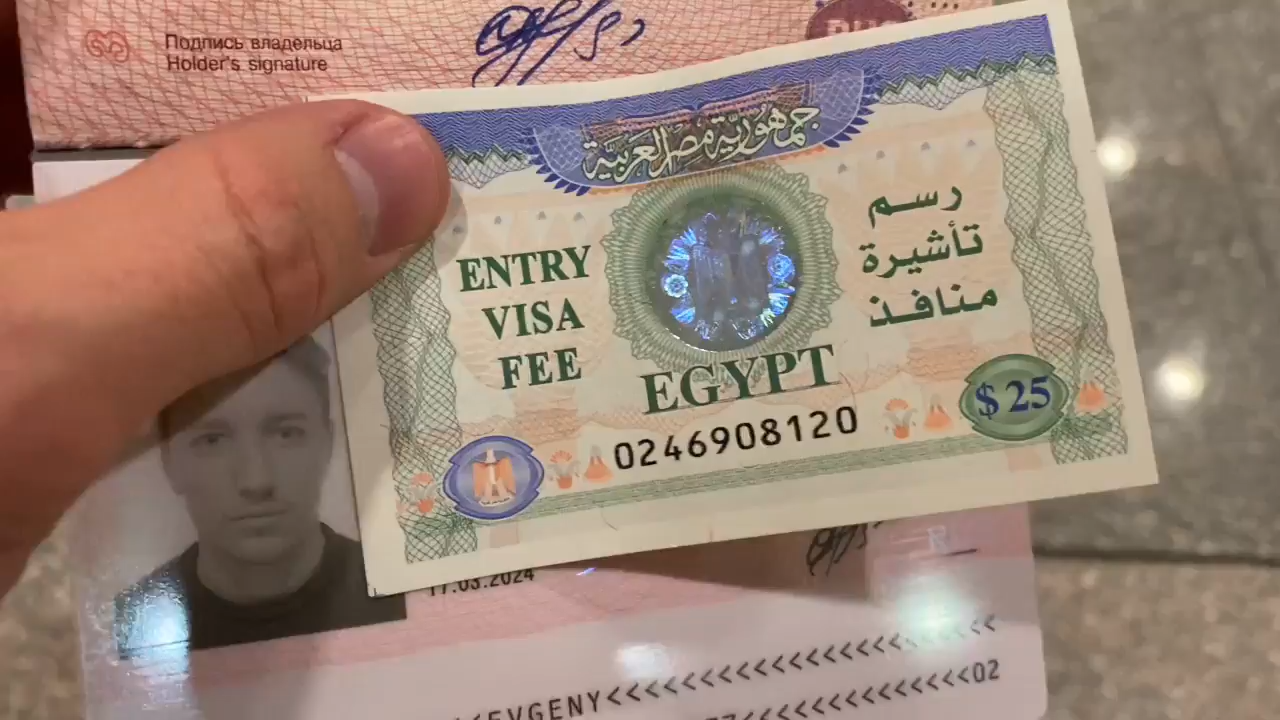 Подпись владельца
Holder's signature
RUS
جمهورية مصر العربية
ENTRY
VISA
FEE
رسم
تأشيرة
منافذ
EGYPT
$ 25
0246908120
17.03.2024
<EVGENY<<<<<<<<<<<<<<<<<<<<<<
<<<<<<<<<<<<<<02